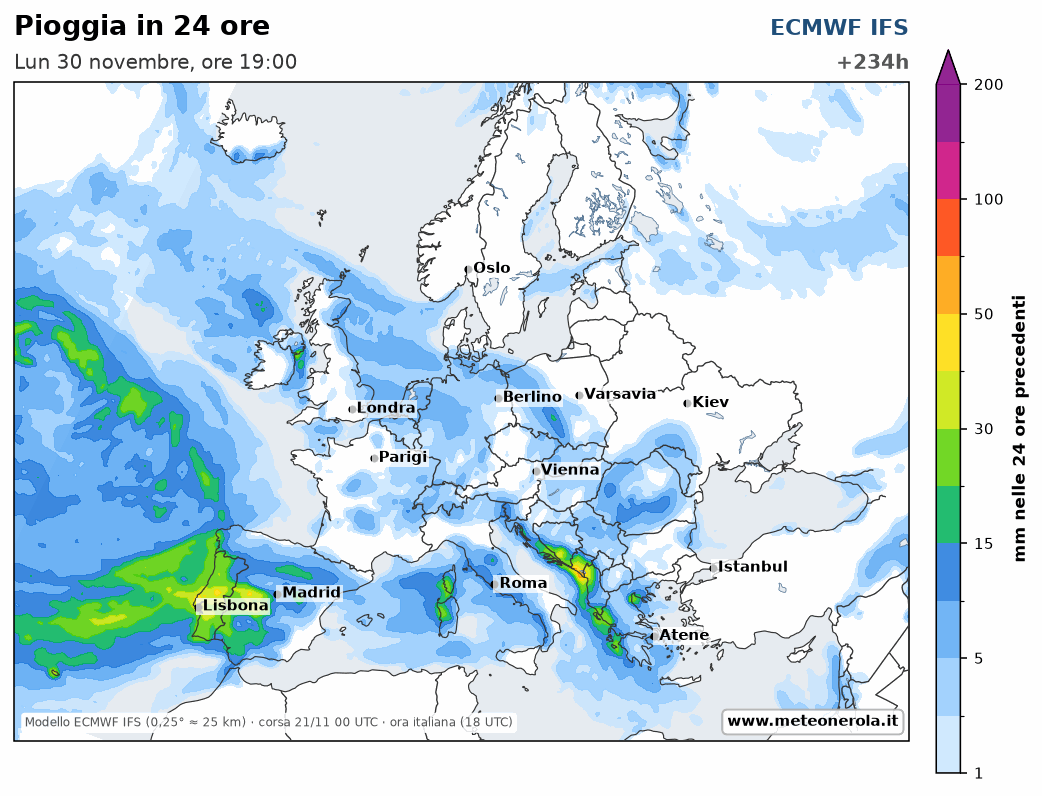 Pioggia in 24 ore
ECMWF IFS
Lun 30 novembre, ore 19:00
+234h
200
100
50
30
15
5
1
mm nelle 24 ore precedenti
Oslo
Londra
Berlino
Varsavia
Kiev
Parigi
Vienna
Istanbul
Roma
Madrid
Lisbona
Atene
Modello ECMWF IFS (0,25° ≈ 25 km) · corsa 21/11 00 UTC · ora italiana (18 UTC)
www.meteonerola.it